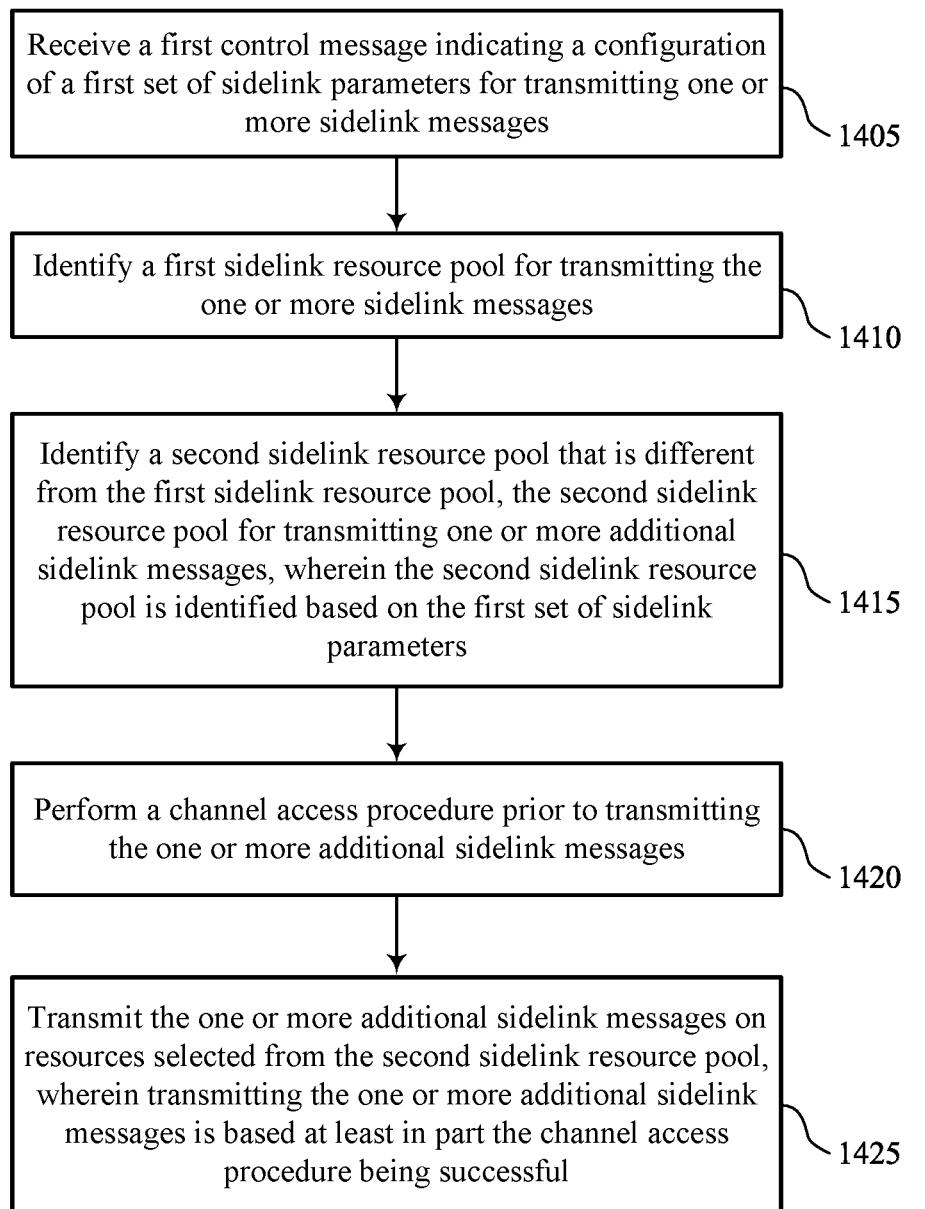 Receive a first control message indicating a configuration
of a first set of sidelink parameters for transmitting one or
more sidelink messages
1405
Identify a first sidelink resource pool for transmitting the
one or more sidelink messages
1410
Identify a second sidelink resource pool that is different
from the first sidelink resource pool, the second sidelink
resource pool for transmitting one or more additional
sidelink messages, wherein the second sidelink resource
pool is identified based on the first set of sidelink
parameters
1415
Perform a channel access procedure prior to transmitting
the one or more additional sidelink messages
1420
Transmit the one or more additional sidelink messages on
resources selected from the second sidelink resource pool,
wherein transmitting the one or more additional sidelink
messages is based at least in part the channel access
procedure being successful
1425